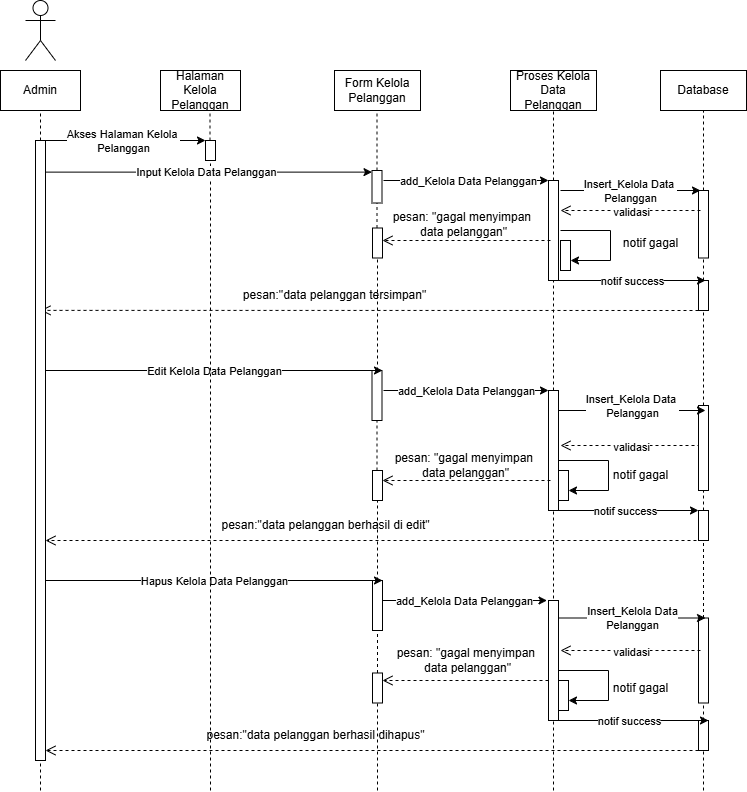 Admin
Halaman
Kelola
Pelanggan
Form Kelola
Pelanggan
Proses Kelola
Data
Pelanggan
Database
Akses Halaman Kelola
Pelanggan
Input Kelola Data Pelanggan
add_Kelola Data Pelanggan
Insert_Kelola Data
Pelanggan
validasi
pesan: "gagal menyimpan
data pelanggan"
notif gagal
notif success
pesan:"data pelanggan tersimpan"
Edit Kelola Data Pelanggan
add_Kelola Data Pelanggan
Insert_Kelola Data
Pelanggan
validasi
pesan: "gagal menyimpan
data pelanggan"
notif gagal
notif success
pesan:"data pelanggan berhasil di edit"
Hapus Kelola Data Pelanggan
add_Kelola Data Pelanggan
Insert_Kelola Data
Pelanggan
validasi
pesan: "gagal menyimpan
data pelanggan"
notif gagal
notif success
pesan:"data pelanggan berhasil dihapus"